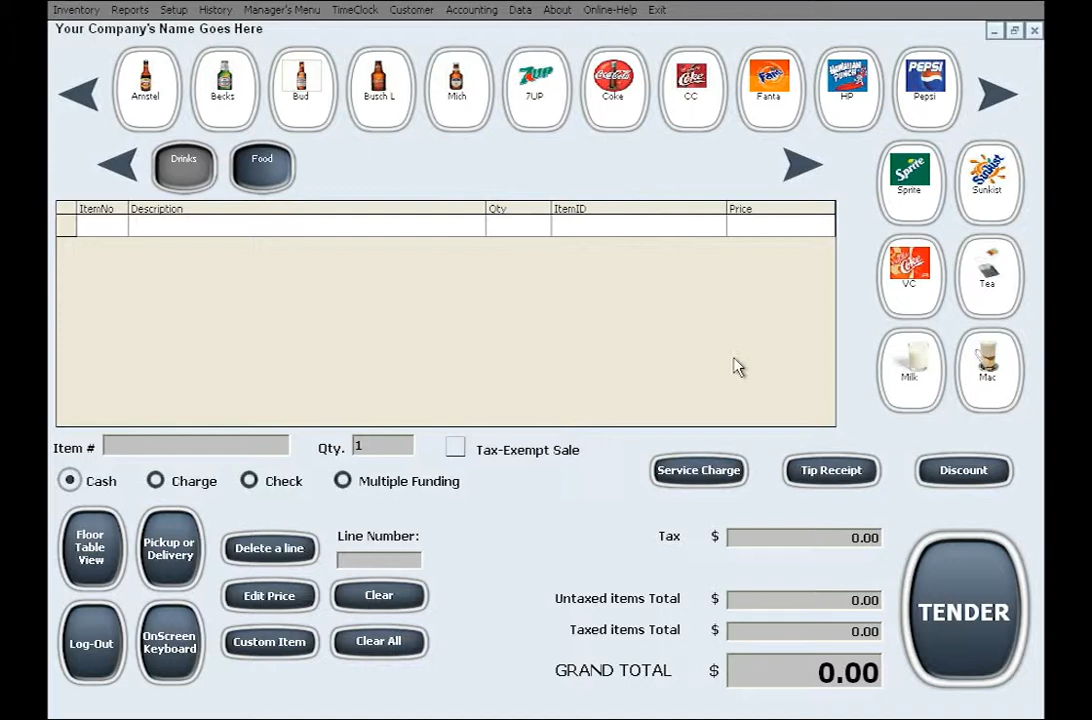 Inventory Reports Setup History Manager's Menu TimeClock Customer Accounting Data About Online-Help Exit
Your Company's Name Goes Here
Amstel Becks Bud Busch L Mich 7UP Coke CC Fanta HP Pepsi
Drinks Food
Sprite Sunkist
ItemNo Description Qty ItemID Price
VC Tea
Milk Mac
Item # Qty. 1 Tax-Exempt Sale
Service Charge Tip Receipt Discount
Cash Charge Check Multiple Funding
Floor
Table
View
Pickup or
Delivery
Delete a line
Line Number:
Tax $ 0.00
Edit Price Clear
Untaxed items Total $ 0.00
TENDER
Taxed items Total $ 0.00
Log-Out
OnScreen
Keyboard
Custom Item Clear All
GRAND TOTAL $ 0.00